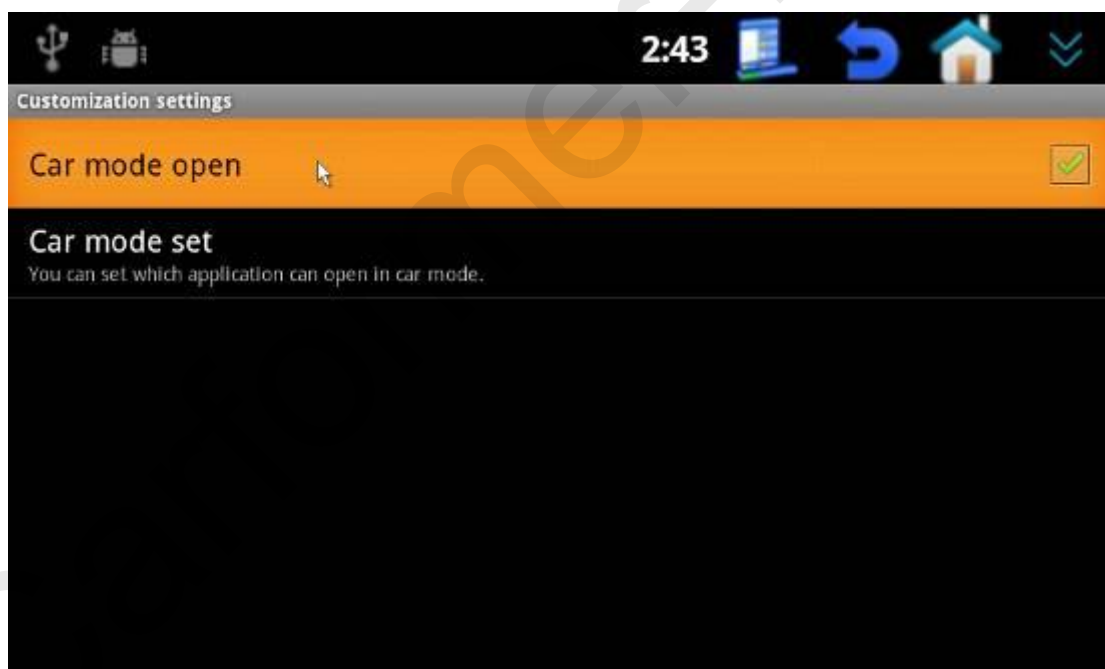 2:43
Customization settings
Car mode open
Car mode set
You can set which application can open in car mode.